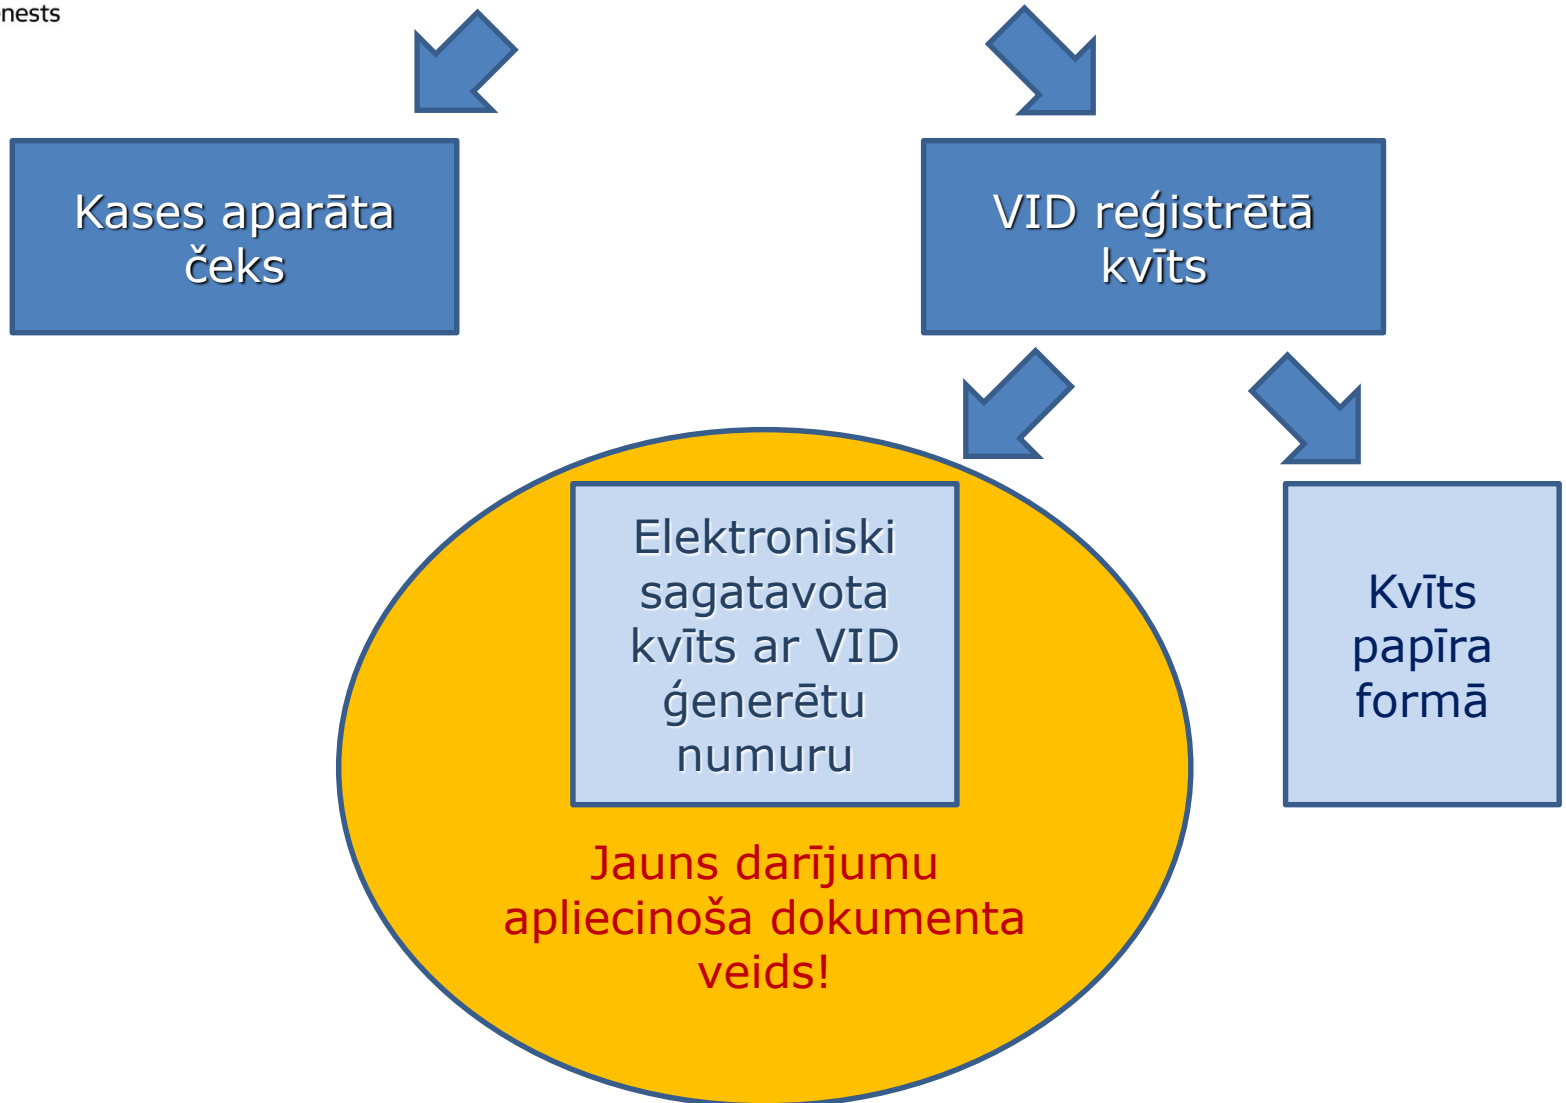 Kases aparāta
čeks
VID reģistrētā
kvīts
Elektroniski
sagatavota
kvīts ar VID
ģenerētu
numuru
Kvīts
papīra
formā
Jauns darījumu
apliecinoša dokumenta
veids!